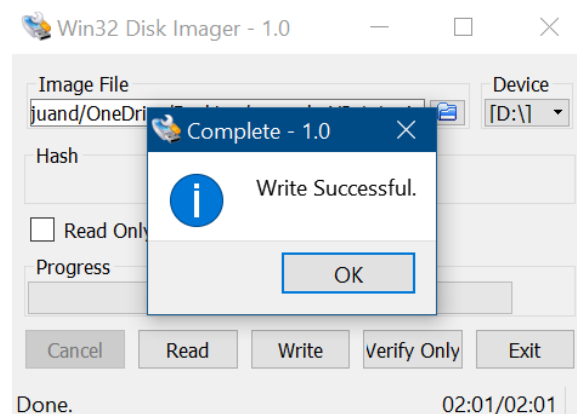 Win32 Disk Imager - 1.0
Image File
Device
juand/OneDri
[D:\]
Complete - 1.0
Hash
Write Successful.
Read Only
OK
Progress
Cancel
Read
Write
Verify Only
Exit
Done.
02:01/02:01